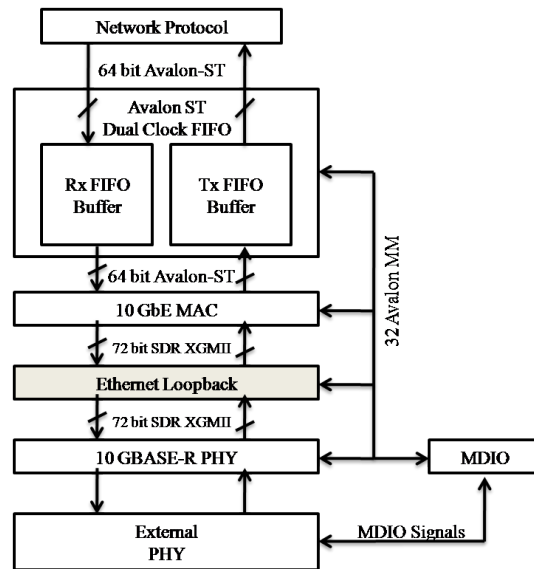 Network Protocol
64 bit Avalon-ST
Avalon ST
Dual Clock FIFO
Rx FIFO
Buffer
Tx FIFO
Buffer
64 bit Avalon-ST
10 GbE MAC
72 bit SDR XGMII
Ethernet Loopback
72 bit SDR XGMII
10 GBASE-R PHY
External
PHY
32 Avalon MM
MDIO
MDIO Signals